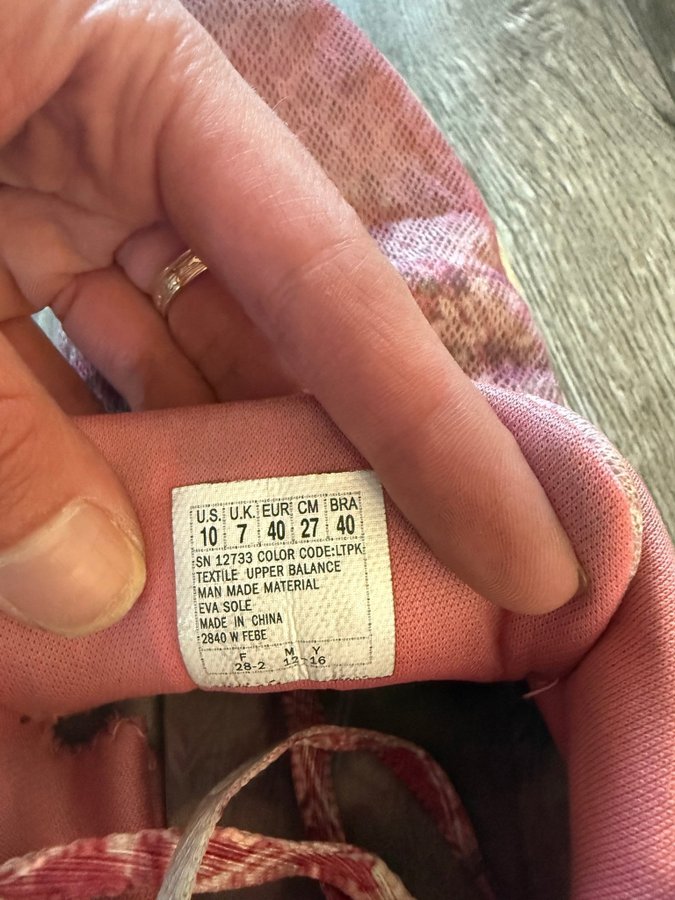 U.S. U.K. EUR CM BRA
10 7 40 27 40
SN 12733 COLOR CODE:LTPK
TEXTILE UPPER BALANCE
MAN MADE MATERIAL
EVA SOLE
MADE IN CHINA
2840 W FEBE
F M Y
28-2 12-16